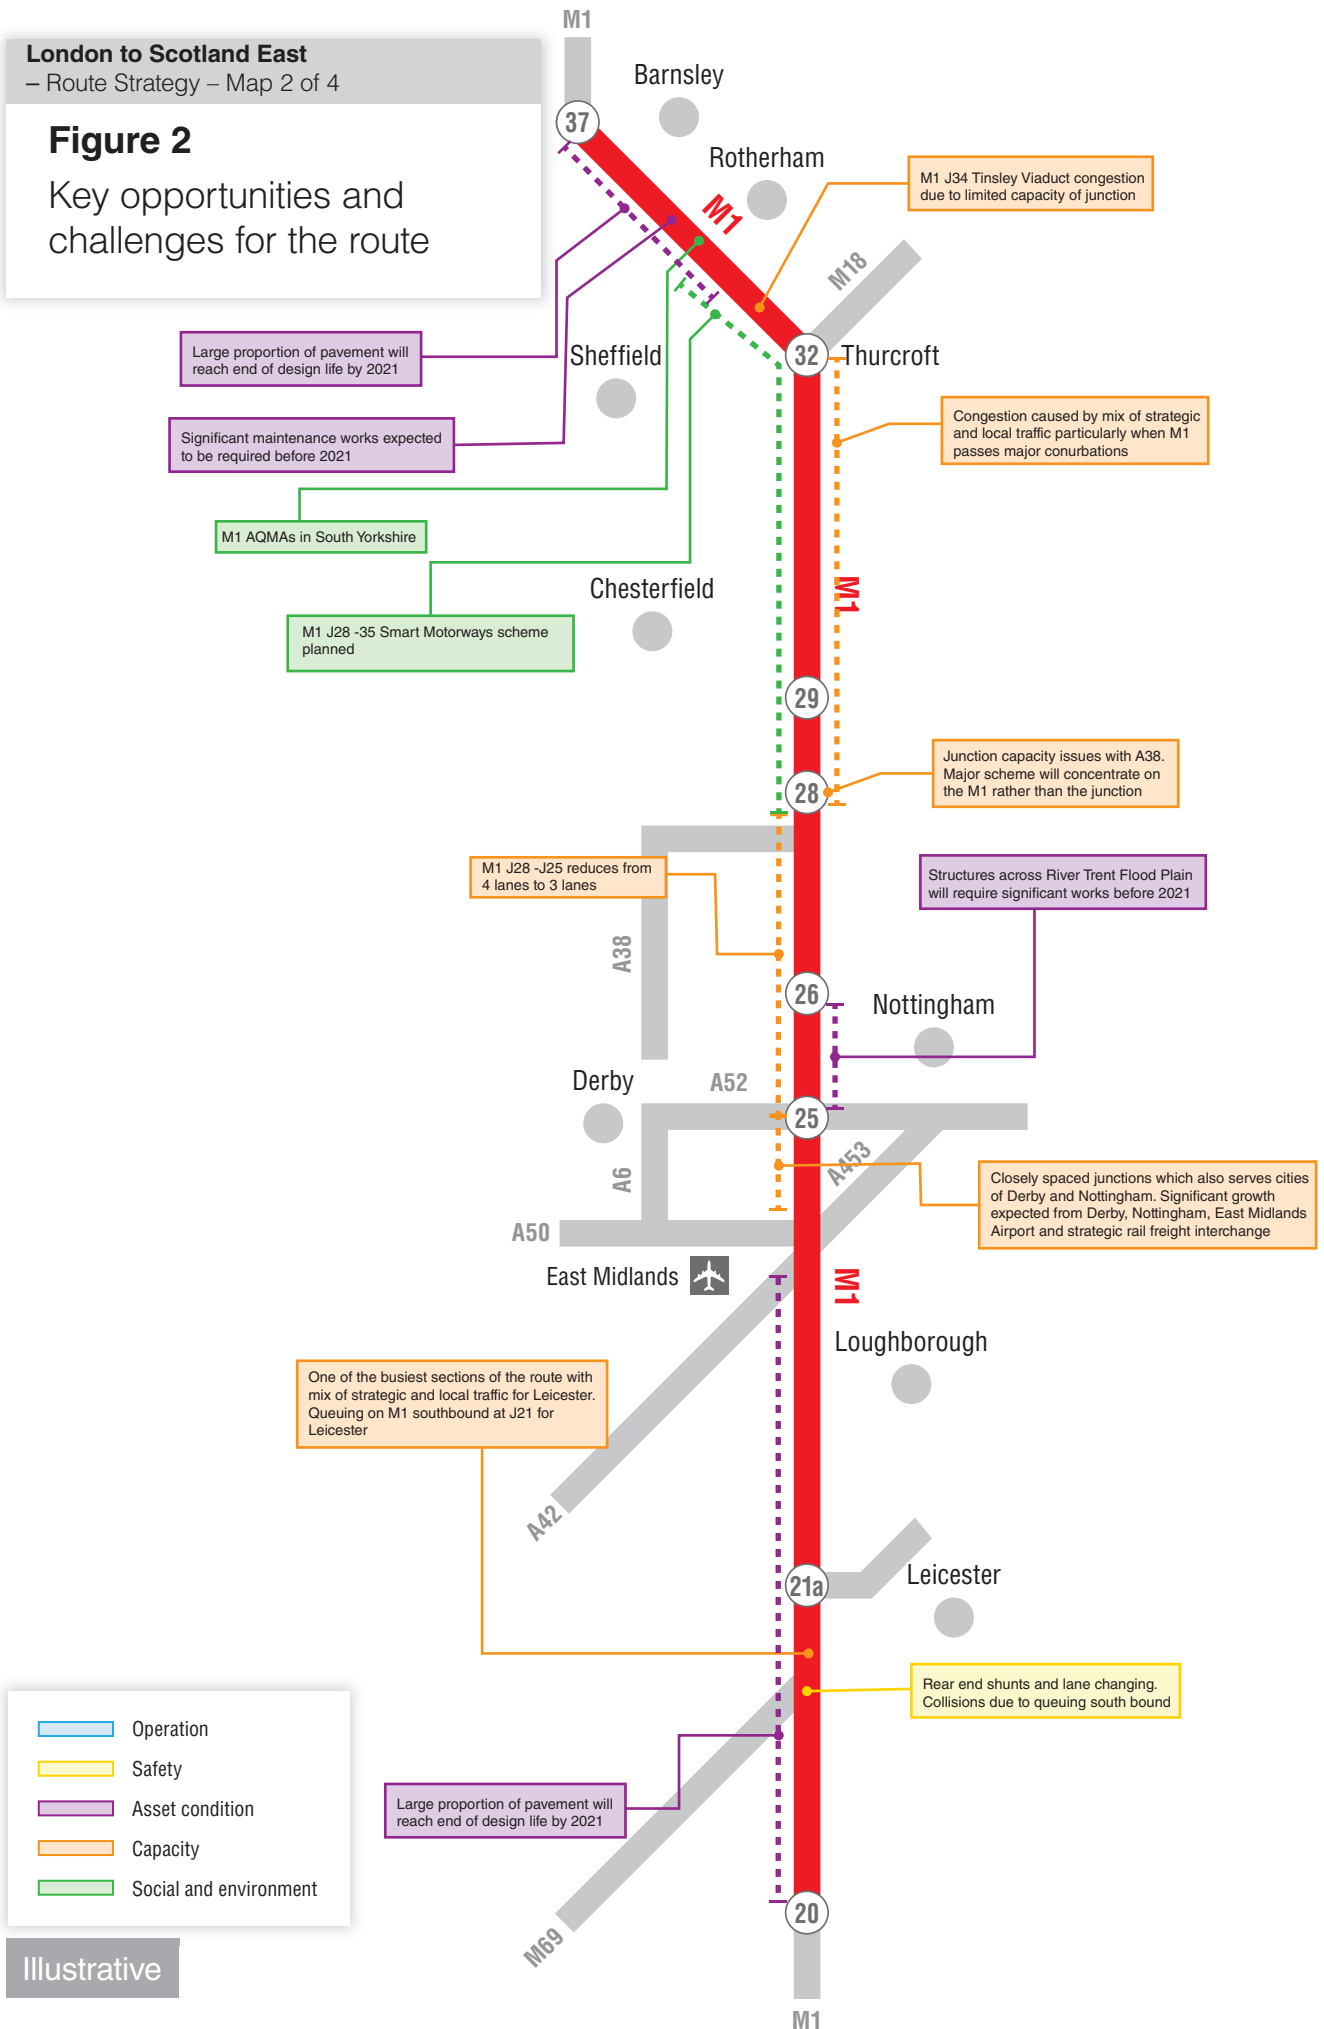 M1
London to Scotland East
– Route Strategy – Map 2 of 4
Figure 2
Key opportunities and
challenges for the route
Barnsley
37
Rotherham
M1
M1 J34 Tinsley Viaduct congestion
due to limited capacity of junction
M18
Large proportion of pavement will
reach end of design life by 2021
Sheffield
32
Thurcroft
Significant maintenance works expected
to be required before 2021
Congestion caused by mix of strategic
and local traffic particularly when M1
passes major conurbations
M1 AQMAs in South Yorkshire
Chesterfield
M1
M1 J28 -35 Smart Motorways scheme
planned
29
Junction capacity issues with A38.
Major scheme will concentrate on
the M1 rather than the junction
28
M1 J28 -J25 reduces from
4 lanes to 3 lanes
Structures across River Trent Flood Plain
will require significant works before 2021
A38
26
Nottingham
Derby
A52
25
A453
A6
Closely spaced junctions which also serves cities
of Derby and Nottingham. Significant growth
expected from Derby, Nottingham, East Midlands
Airport and strategic rail freight interchange
A50
East Midlands
M1
Loughborough
One of the busiest sections of the route with
mix of strategic and local traffic for Leicester.
Queuing on M1 southbound at J21 for
Leicester
A42
21a
Leicester
Rear end shunts and lane changing.
Collisions due to queuing south bound
Operation
Safety
Asset condition
Capacity
Social and environment
Large proportion of pavement will
reach end of design life by 2021
20
M69
Illustrative
M1